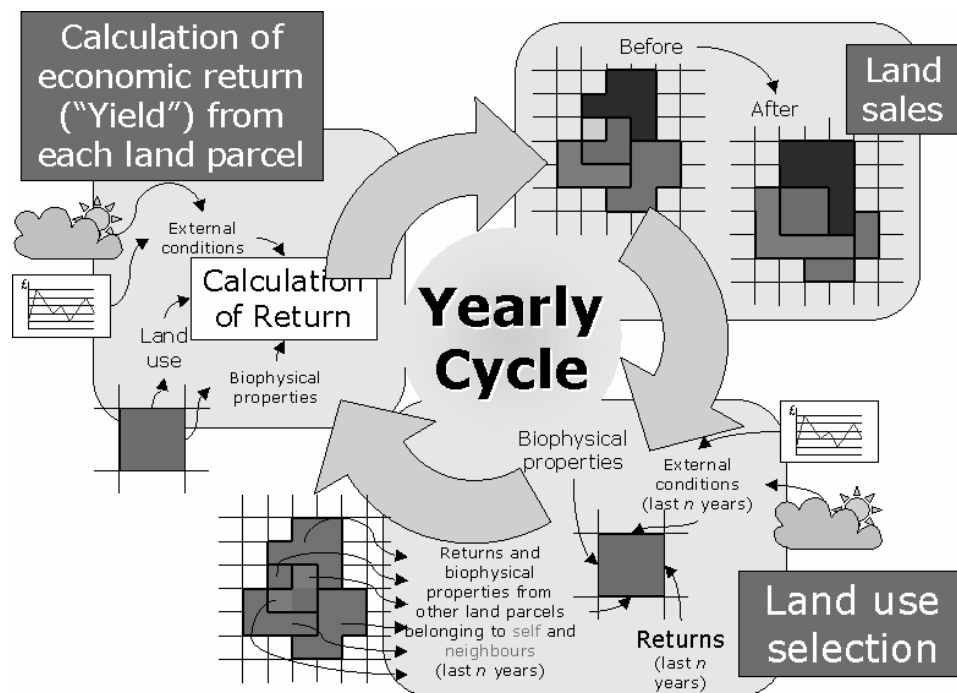 Calculation of
economic return
(“Yield”) from
each land parcel
External
conditions
Calculation
of Return
Land
use
Biophysical
properties
£
Before
After
Land
sales
Yearly
Cycle
£
Biophysical
properties
External
conditions
(last n years)
Returns and
biophysical
properties from
other land parcels
belonging to self and
neighbours
(last n years)
Returns
(last n
years)
Land use
selection